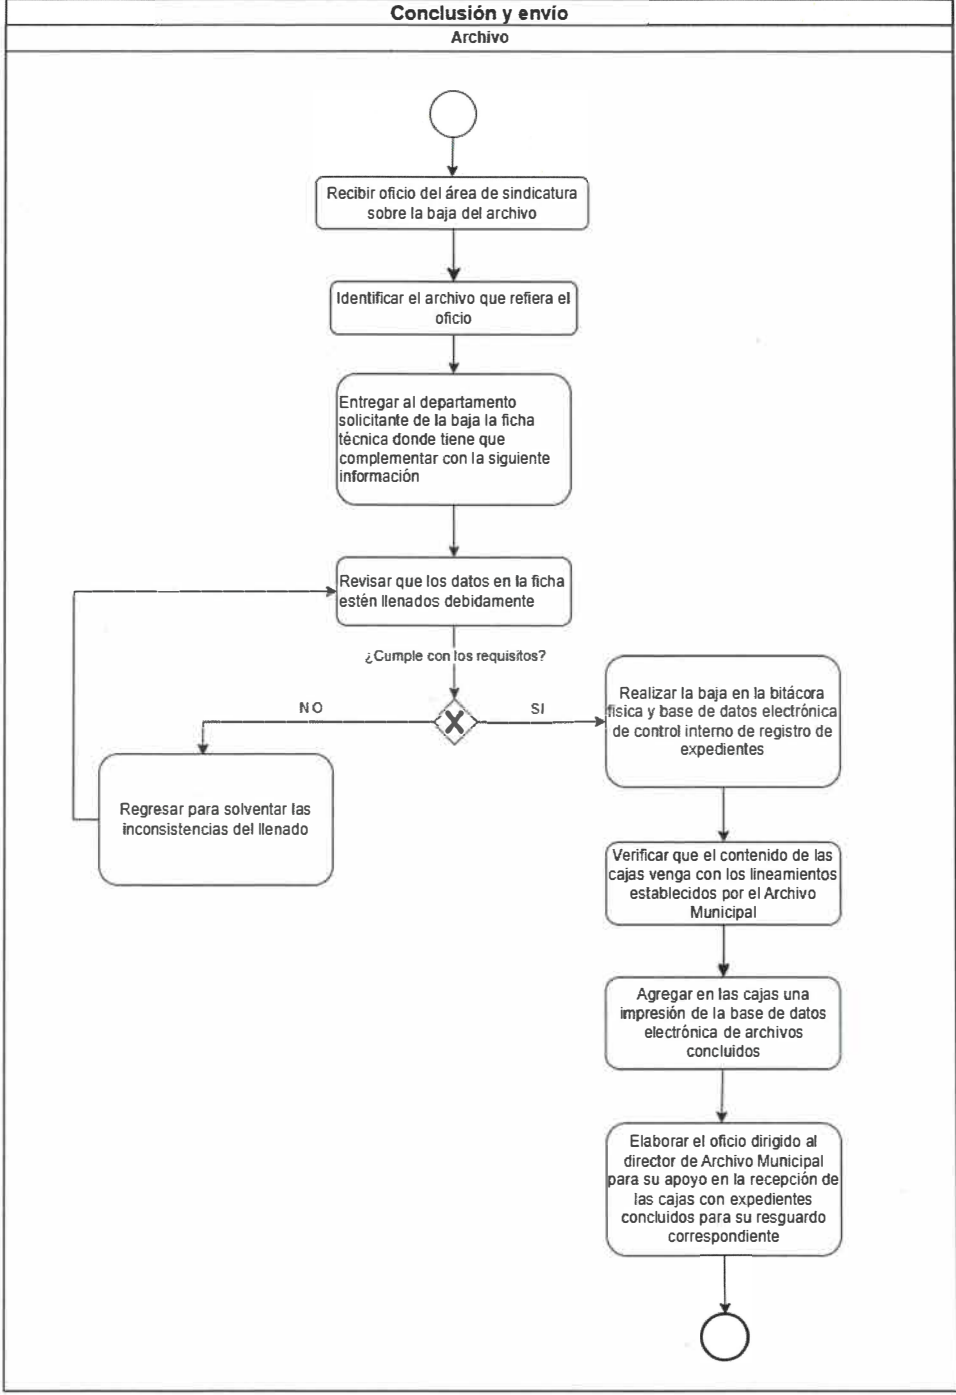 Conclusión y envío
Archivo
Recibir oficio del área de sindicatura
sobre la baja del archivo
Identificar el archivo que refiera el
oficio
Entregar al departamento
solicitante de la baja la ficha
técnica donde tiene que
complementar con la siguiente
información
Revisar que los datos en la ficha
estén llenados debidamente
¿Cumple con los requisitos?
NO
SI
Regresar para solventar las
inconsistencias del llenado
Realizar la baja en la bitácora
fisica y base de datos electrónica
de control interno de registro de
expedientes
Verificar que el contenido de las
cajas venga con los lineamientos
establecidos por el Archivo
Municipal
Agregar en las cajas una
impresión de la base de datos
electrónica de archivos
concluidos
Elaborar el oficio dirigido al
director de Archivo Municipal
para su apoyo en la recepción de
las cajas con expedientes
concluidos para su resguardo
correspondiente